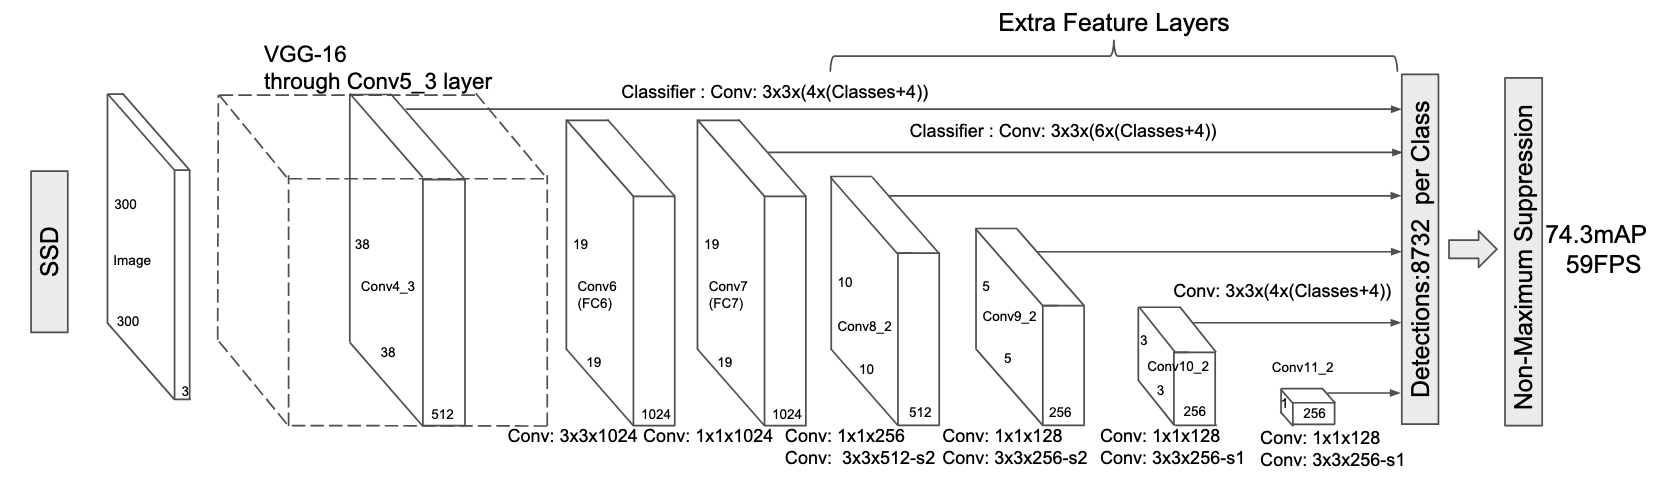 Extra Feature Layers
VGG-16
through Conv5_3 layer
Classifier : Conv: 3x3x(4x(Classes+4))
Classifier : Conv: 3x3x(6x(Classes+4))
SSD
300
Image
300
3
38
Conv4_3
38
512
19
Conv6
(FC6)
19
1024
19
Conv7
(FC7)
19
1024
10
Conv8_2
10
512
5
Conv9_2
5
256
Conv: 3x3x(4x(Classes+4))
3
Conv10_2
3
256
Conv11_2
1
256
Conv: 3x3x1024
Conv: 1x1x1024
Conv: 1x1x256
Conv: 3x3x512-s2
Conv: 1x1x128
Conv: 3x3x256-s2
Conv: 1x1x128
Conv: 3x3x256-s1
Conv: 1x1x128
Conv: 3x3x256-s1
Detections:8732 per Class
Non-Maximum Suppression
74.3mAP
59FPS